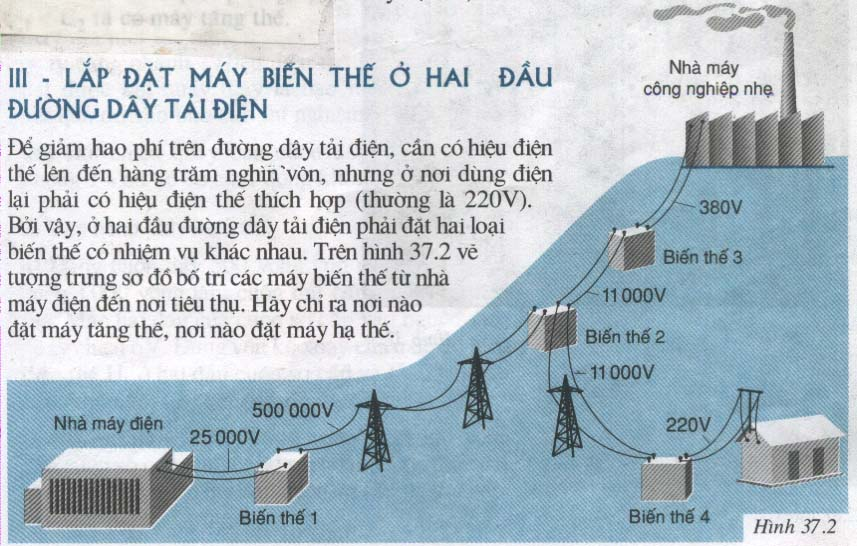 III - LẮP ĐẶT MÁY BIẾN THẾ Ở HAI ĐẦU
ĐƯỜNG DÂY TẢI ĐIỆN
Để giảm hao phí trên đường dây tải điện, cần có hiệu điện
thế lên đến hàng trăm nghìn vôn, nhưng ở nơi dùng điện
lại phải có hiệu điện thế thích hợp (thường là 220V).
Bởi vậy, ở hai đầu đường dây tải điện phải đặt hai loại
biến thế có nhiệm vụ khác nhau. Trên hình 37.2 vẽ
tượng trưng sơ đồ bố trí các máy biến thế từ nhà
máy điện đến nơi tiêu thụ. Hãy chỉ ra nơi nào
đặt máy tăng thế, nơi nào đặt máy hạ thế.
Nhà máy
công nghiệp nhẹ
380V
Biến thế 3
11 000V
Biến thế 2
11 000V
500 000V
Nhà máy điện
25 000V
220V
Biến thế 1
Biến thế 4
Hình 37.2